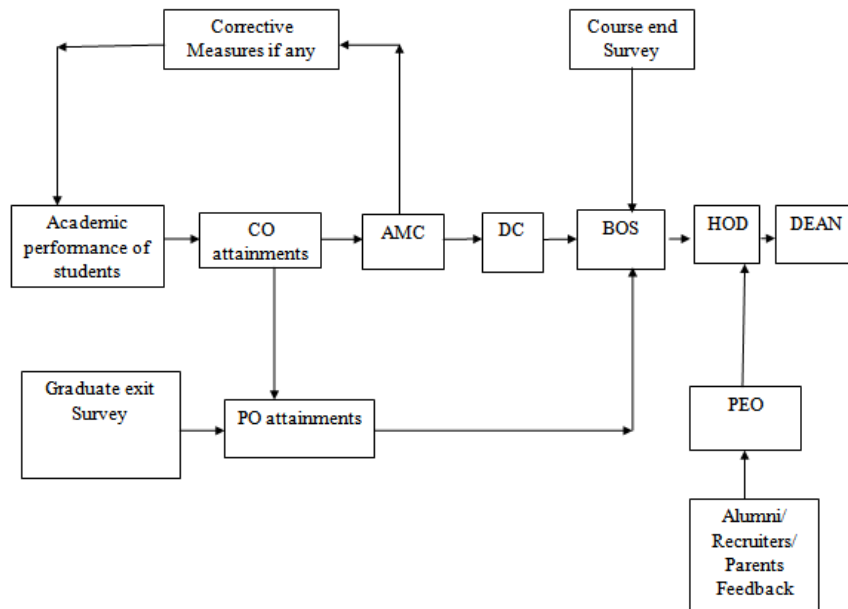 Corrective
Measures if any
Course end
Survey
Academic
performance of
students
CO
attainments
AMC
DC
BOS
HOD
DEAN
Graduate exit
Survey
PO attainments
PEO
Alumni/
Recruiters/
Parents
Feedback